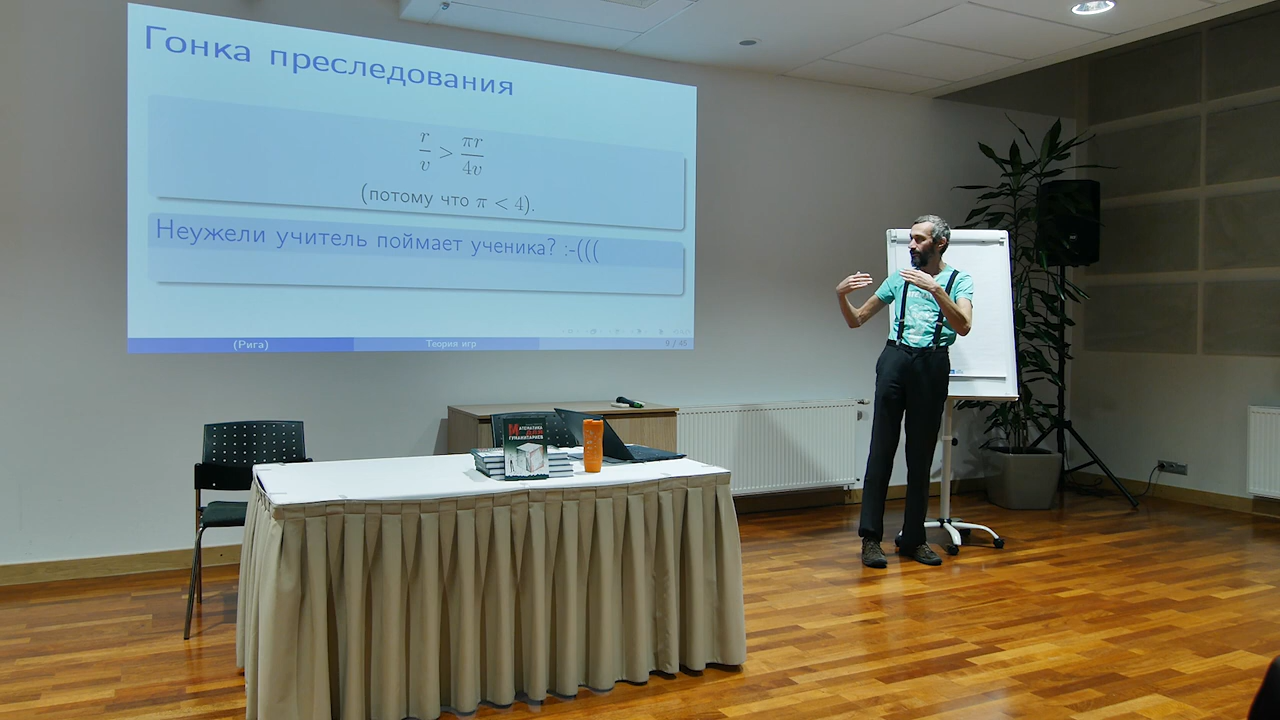 Гонка преследования
r/v > πr/4v
(потому что π < 4).
Неужели учитель поймает ученика? :-(((
(Рига)
Теория игр
9 / 45
МАТЕМАТИКА
ДЛЯ
ГУМАНИТАРИЕВ